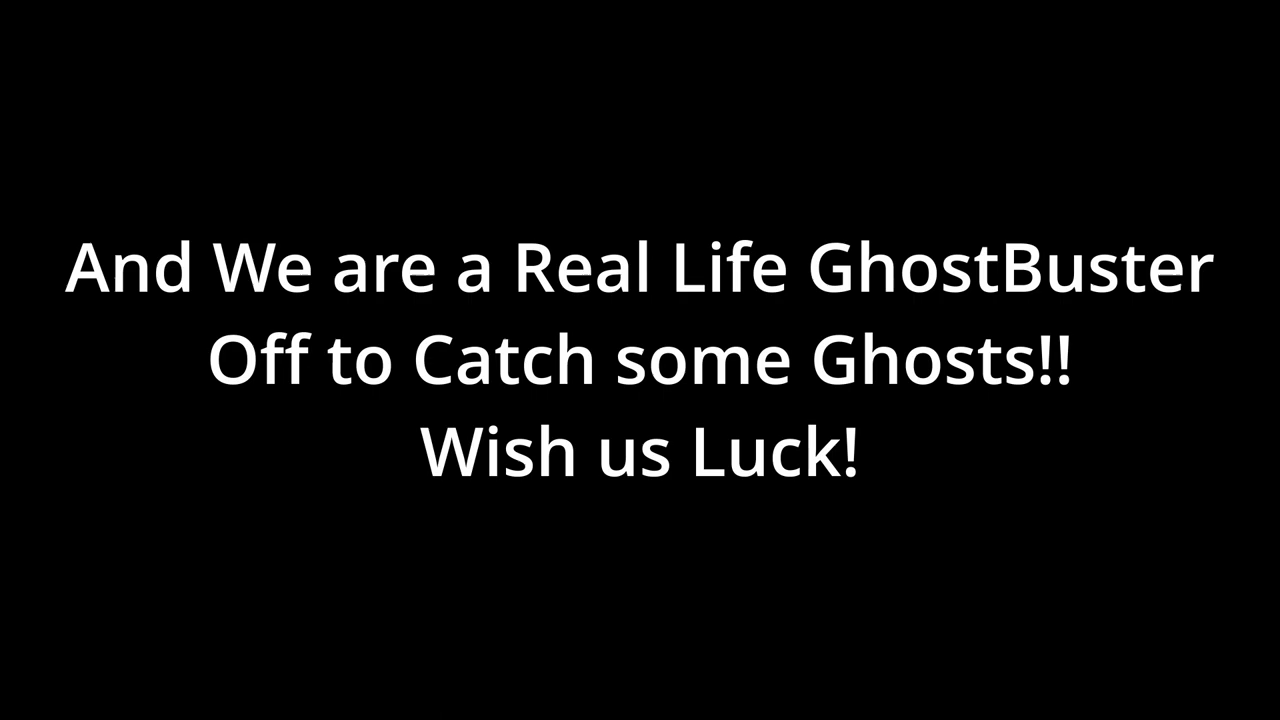 And We are a Real Life GhostBuster
Off to Catch some Ghosts!!
Wish us Luck!